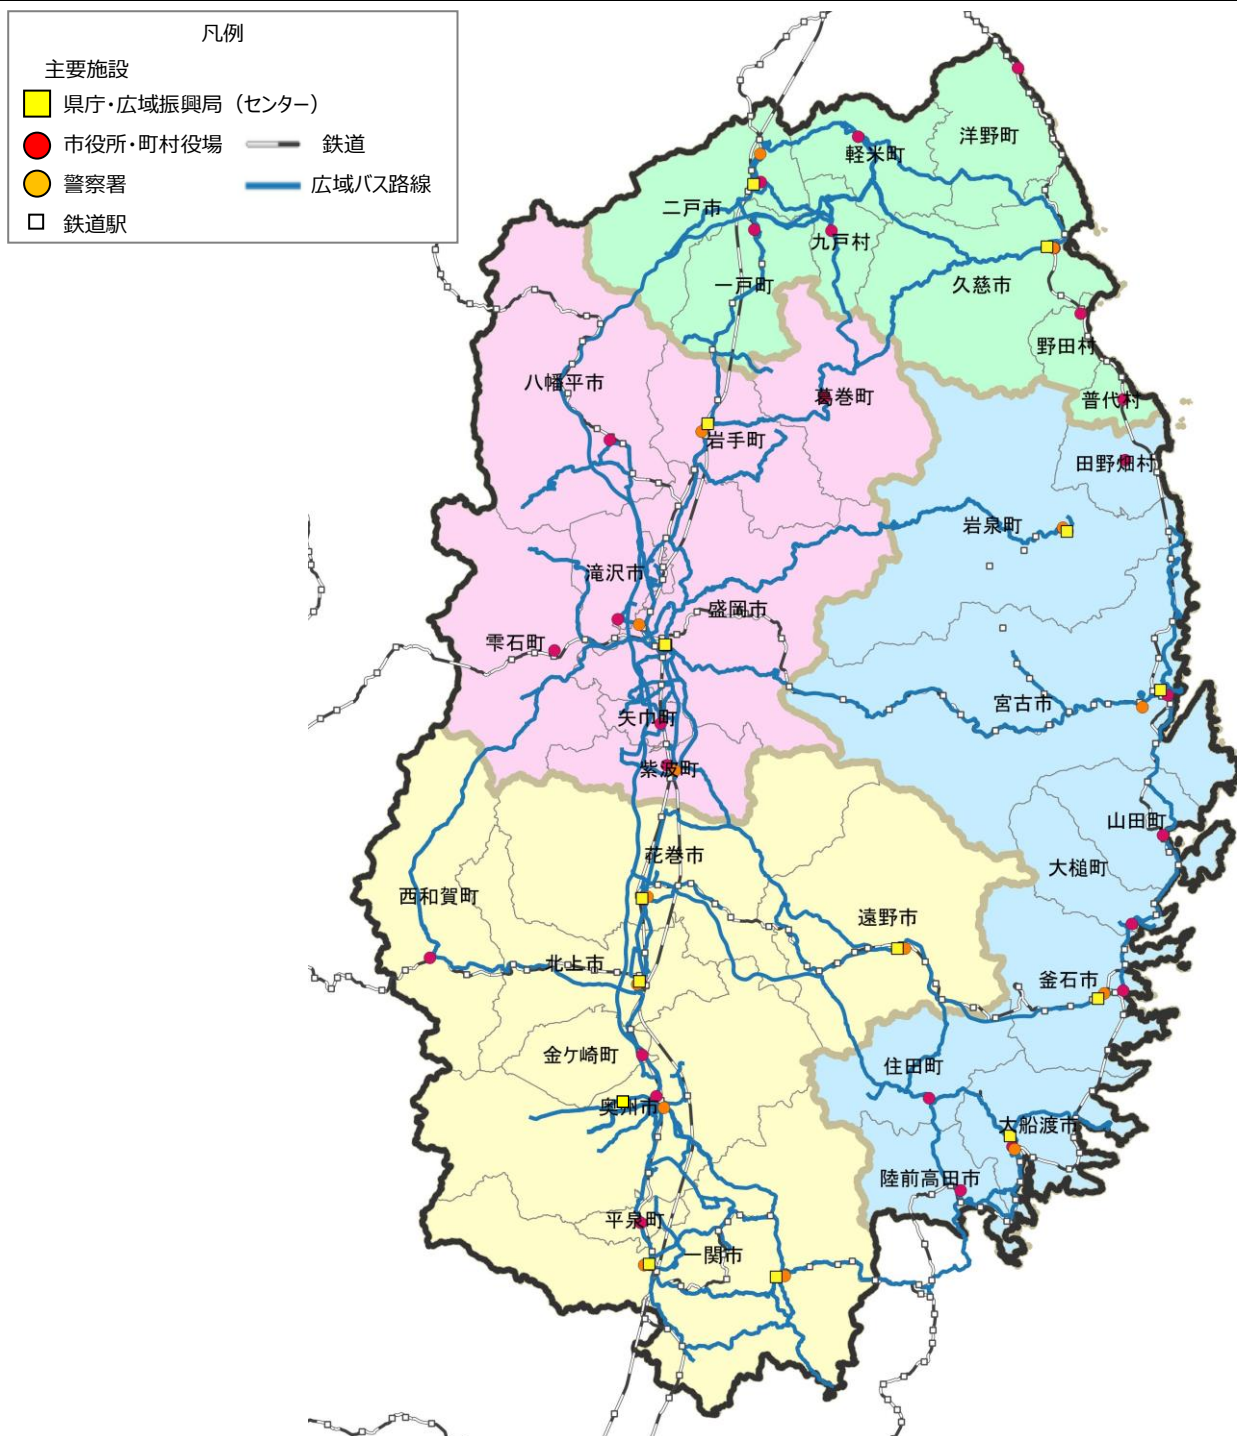 凡例
主要施設
県庁・広域振興局（センター）
市役所・町村役場
鉄道
警察署
広域バス路線
鉄道駅
洋野町
軽米町
二戸市
九戸村
一戸町
久慈市
野田村
八幡平市
葛巻町
普代村
岩手町
田野畑村
岩泉町
滝沢市
盛岡市
雫石町
宮古市
矢巾町
紫波町
山田町
花巻市
大槌町
西和賀町
遠野市
北上市
釜石市
金ケ崎町
住田町
奥州市
大船渡市
陸前高田市
平泉町
一関市